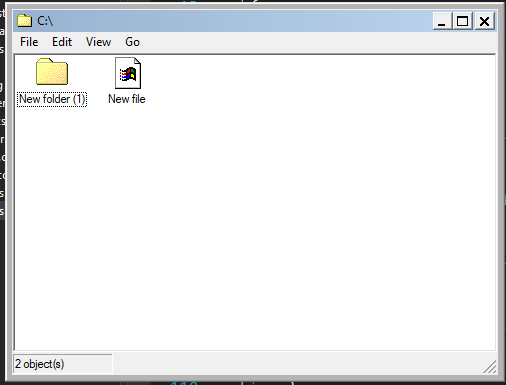 C:\
File Edit View Go
New folder (1) New file
2 object(s)